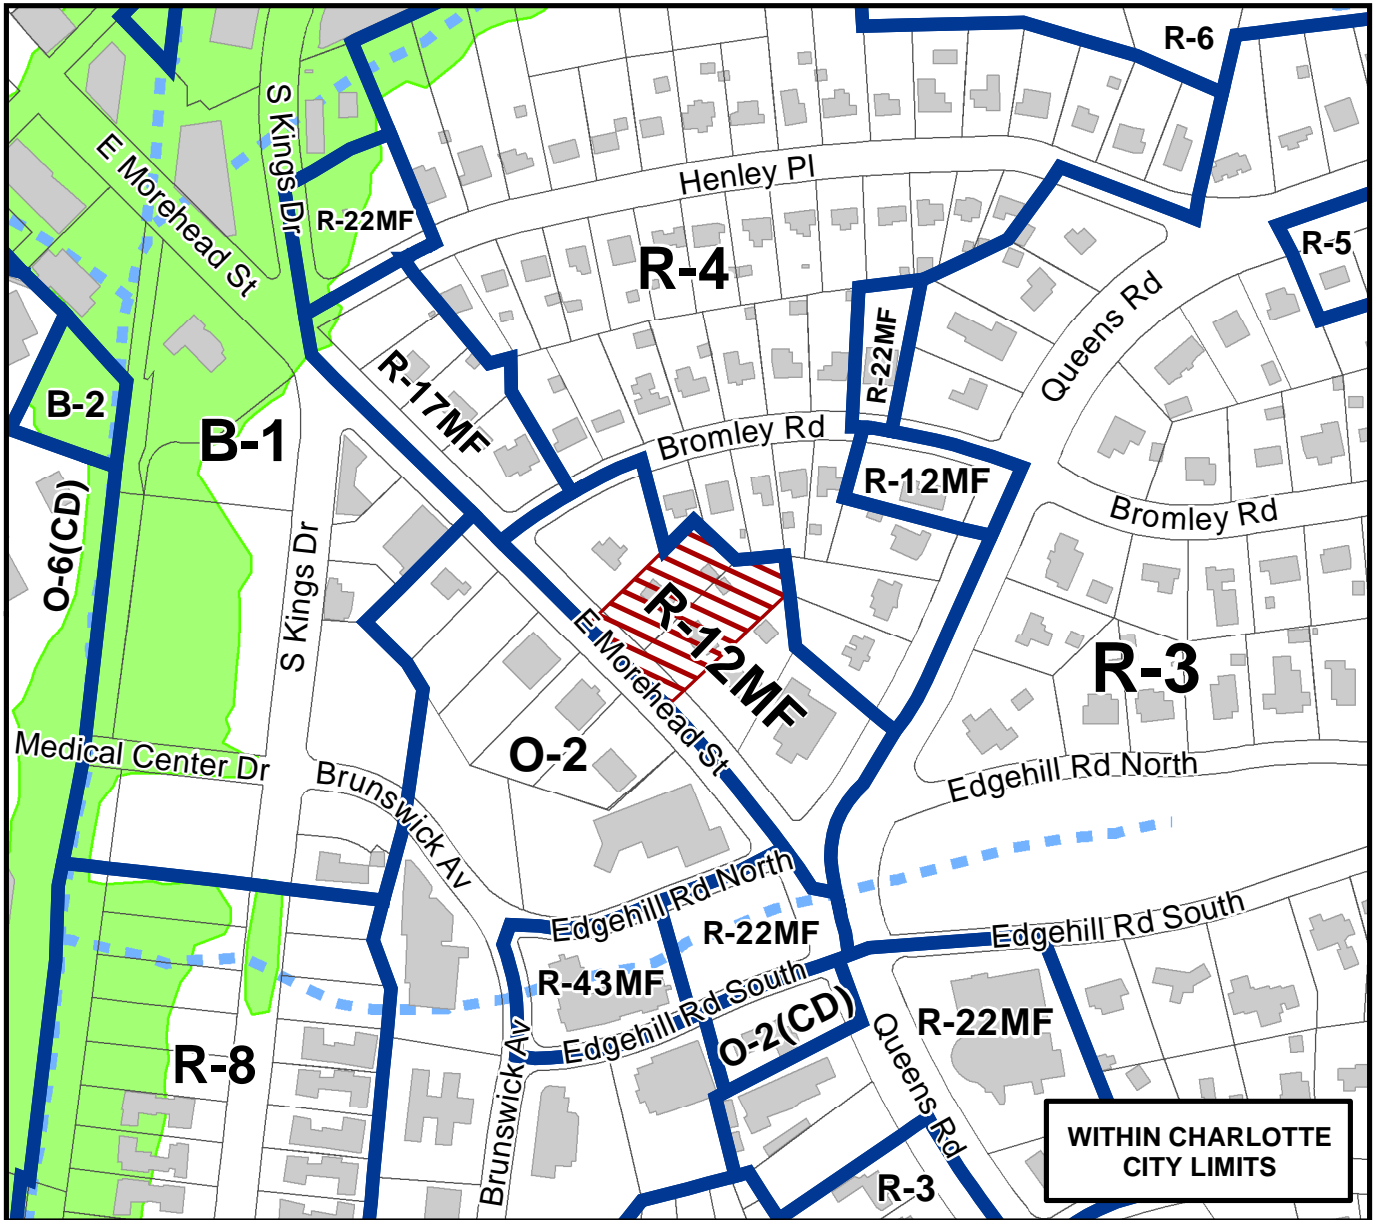 R-6
S Kings Dr
E Morehead St
Henley Pl
R-22MF
R-5
R-4
Queens Rd
R-22MF
R-17MF
B-2
B-1
Bromley Rd
R-12MF
Bromley Rd
O-6(CD)
S Kings Dr
R-12MF
E Morehead St
R-3
O-2
Medical Center Dr
Brunswick Av
Edgehill Rd North
Edgehill Rd North
R-22MF
Edgehill Rd South
R-43MF
Edgehill Rd South
O-2(CD)
R-22MF
R-8
Brunswick Av
Queens Rd
R-3
WITHIN CHARLOTTE
CITY LIMITS